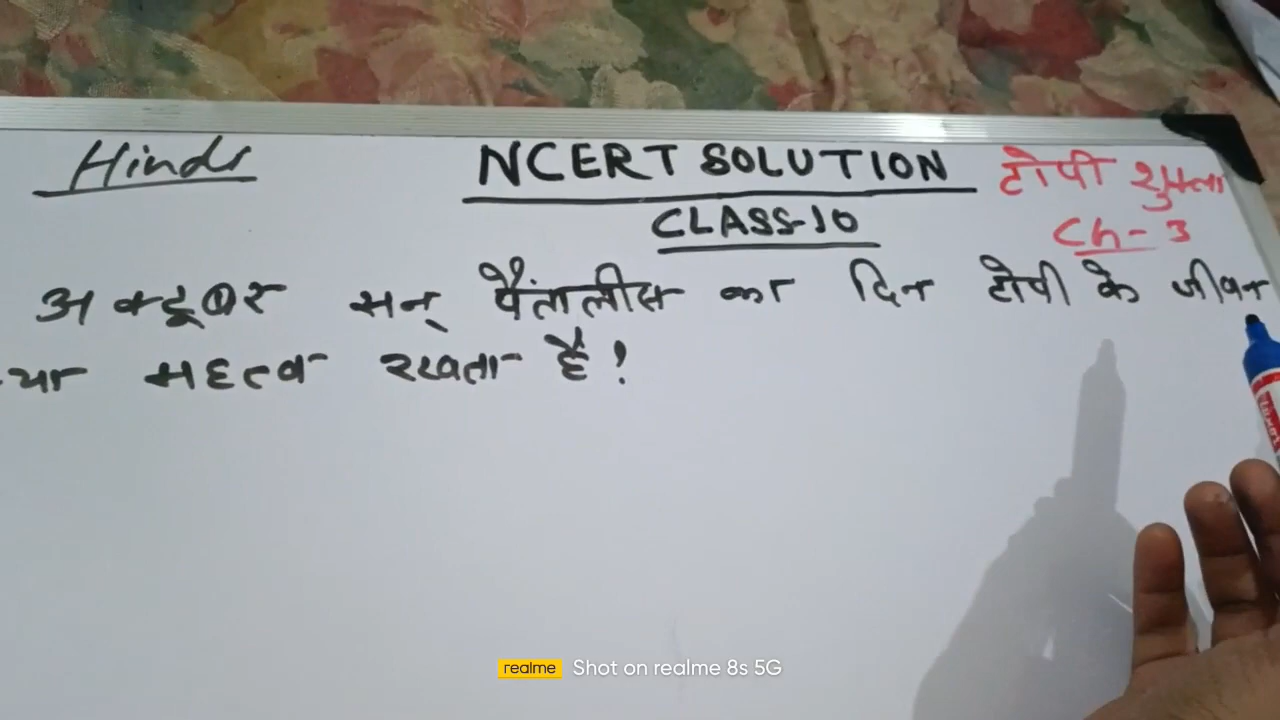 Hindi
NCERT SOLUTION
टोपी शुक्ला
CLASS-10
Ch-3
अक्टूबर सन् पैंतालीस का दिन टोपी के जीवन
क्या महत्व रखता है!
realme Shot on realme 8s 5G